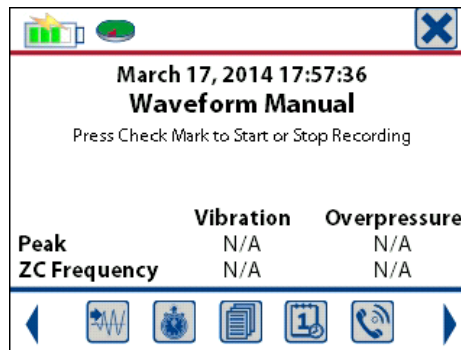 March 17, 2014 17:57:36
Waveform Manual
Press Check Mark to Start or Stop Recording
Vibration Overpressure
Peak N/A N/A
ZC Frequency N/A N/A
1